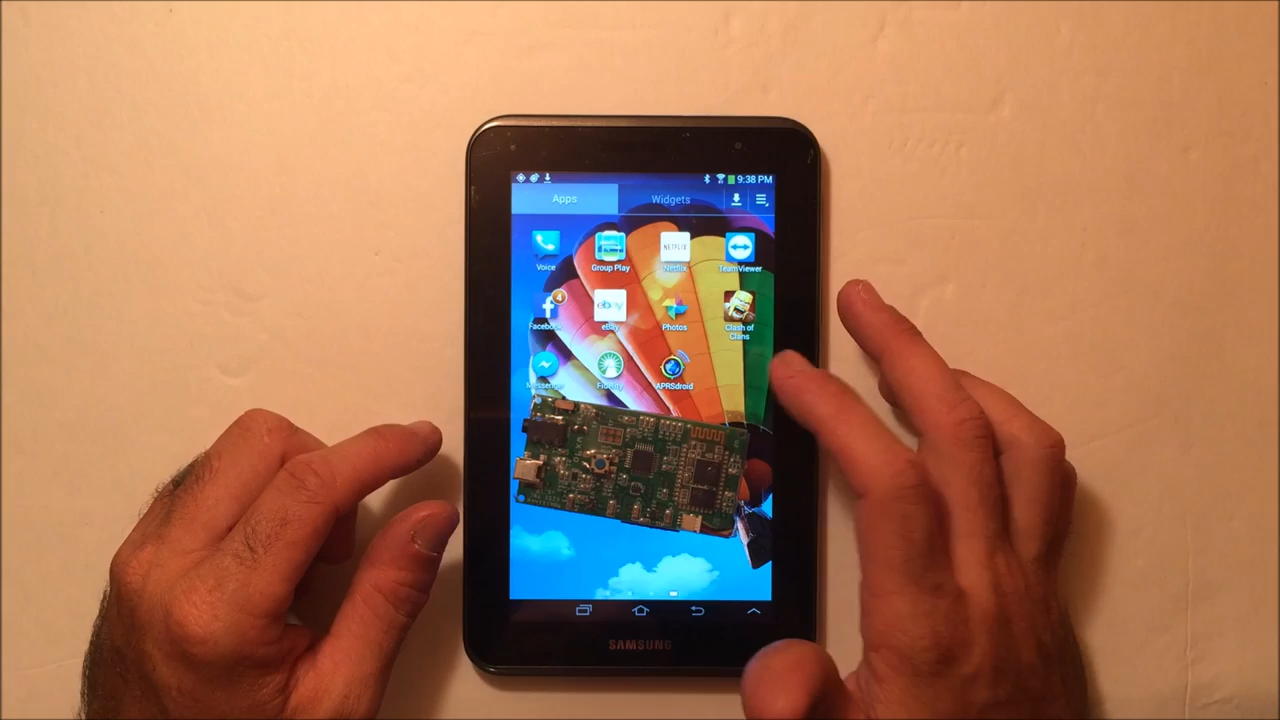 9:38 PM
Apps
Widgets
Voice
Group Play
NETFLIX
Netflix
TeamViewer
4
Facebook
ebay
eBay
Photos
Clash of
Clans
Messenger
Fidelity
APRSdroid
SAMSUNG